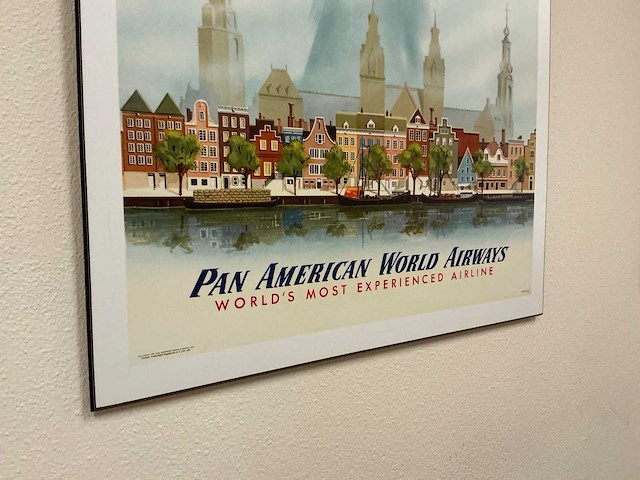 PAN AMERICAN WORLD AIRWAYS
WORLD'S MOST EXPERIENCED AIRLINE